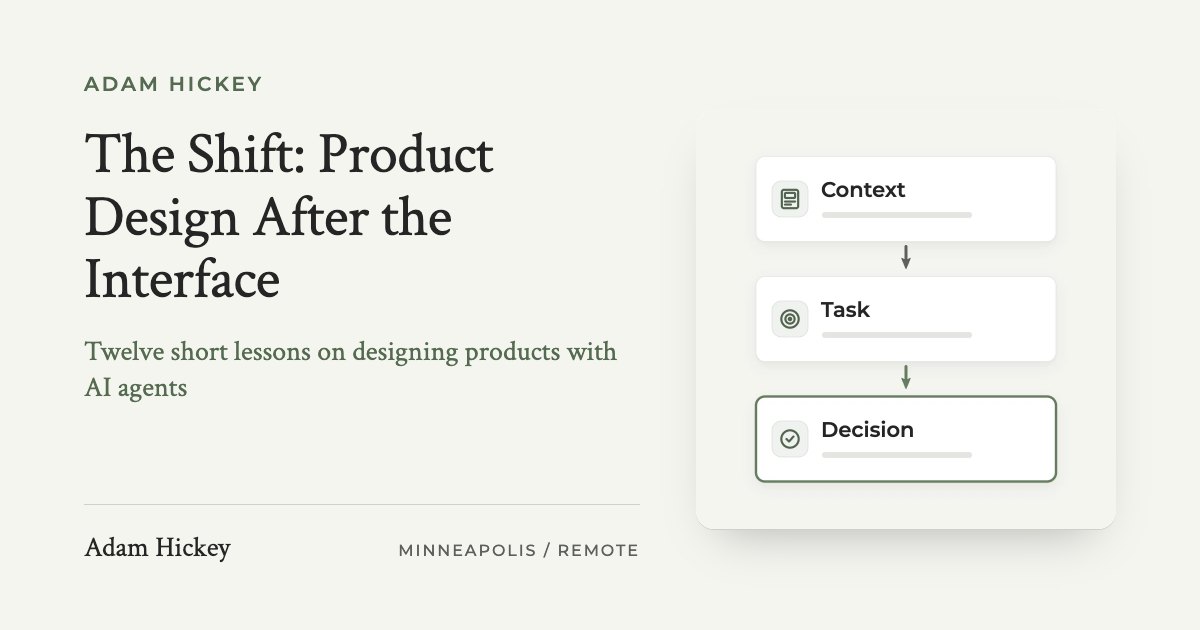 ADAM HICKEY
The Shift: Product
Design After the
Interface
Twelve short lessons on designing products with
AI agents
Adam Hickey
MINNEAPOLIS / REMOTE
Context
Task
Decision